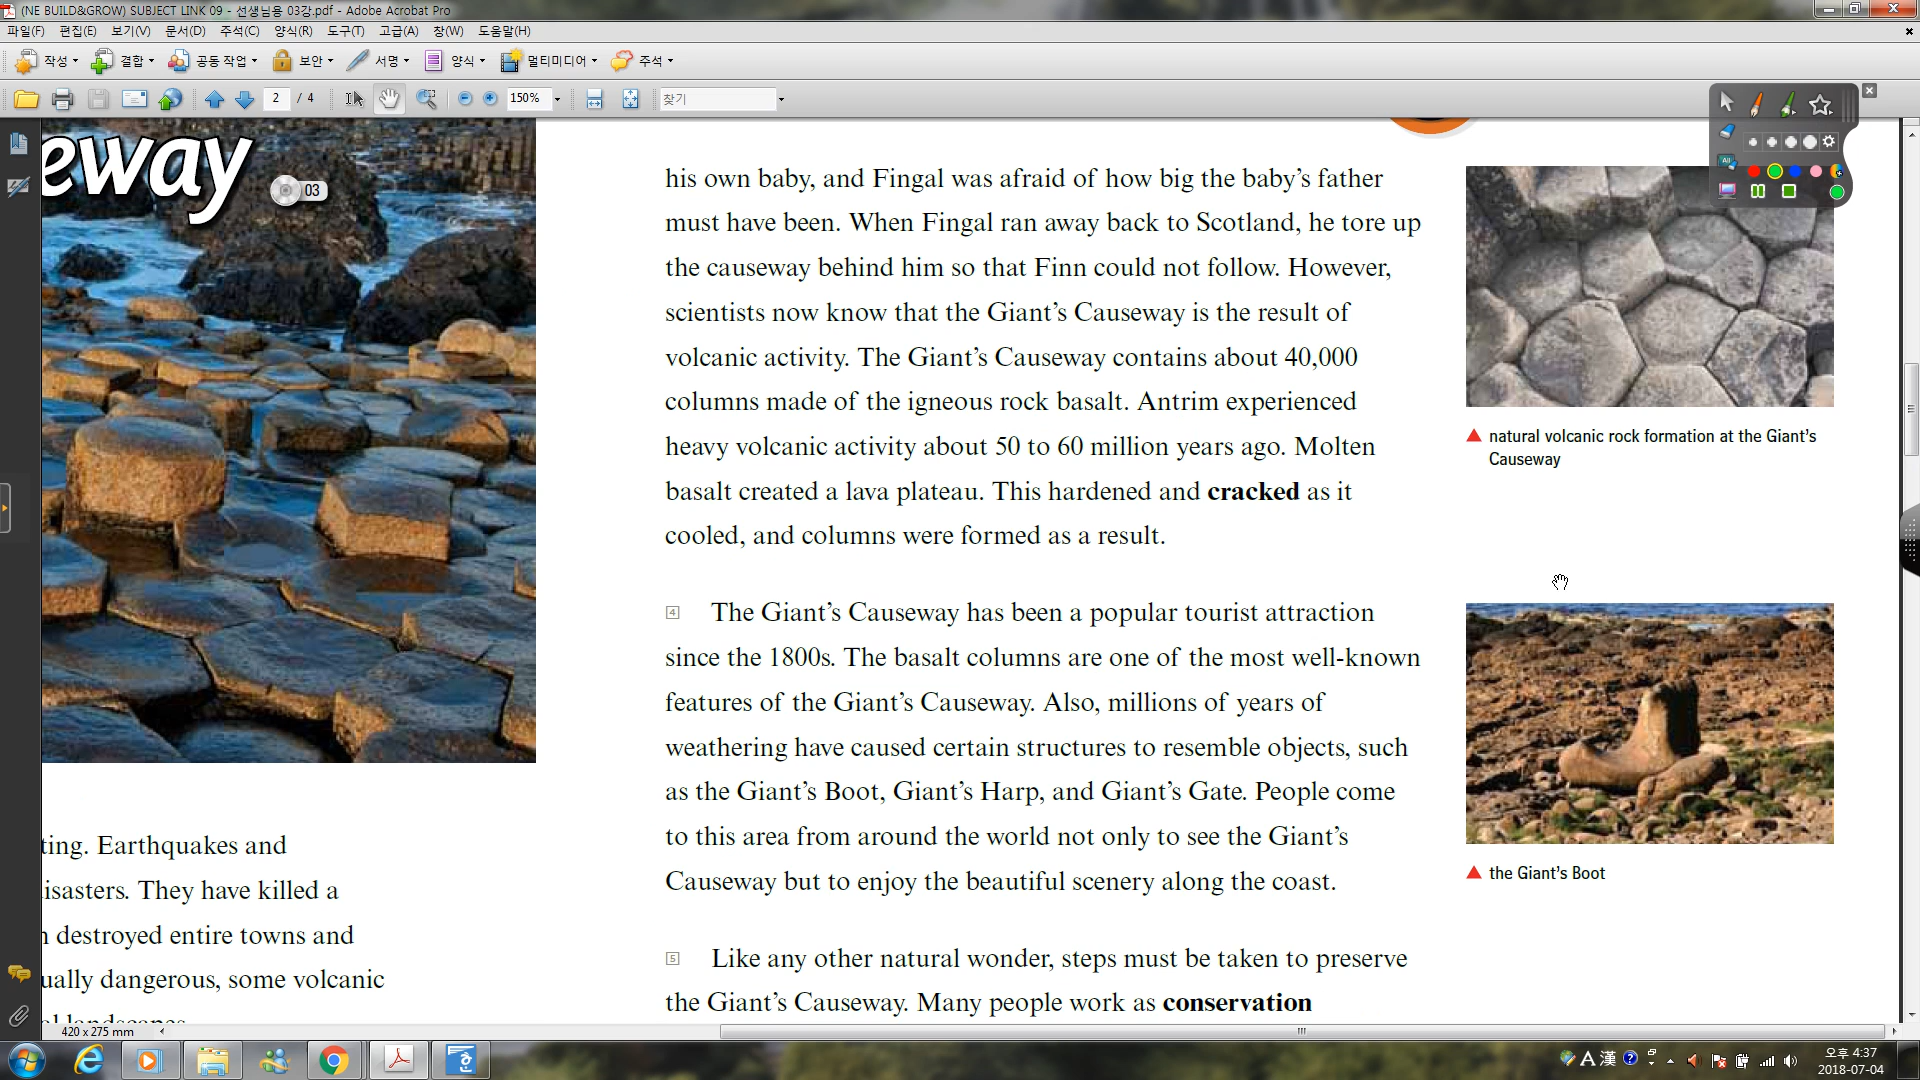 (NE BUILD&GROW) SUBJECT LINK 09 - 선생님용 03강.pdf - Adobe Acrobat Pro
파일(F) 편집(E) 보기(V) 문서(D) 주석(C) 양식(R) 도구(T) 고급(A) 창(W) 도움말(H)
작성 결합 공동 작업 보안 서명 양식 멀티미디어 주석
2 / 4 150% 찾기
eway
03
his own baby, and Fingal was afraid of how big the baby's father
must have been. When Fingal ran away back to Scotland, he tore up
the causeway behind him so that Finn could not follow. However,
scientists now know that the Giant's Causeway is the result of
volcanic activity. The Giant's Causeway contains about 40,000
columns made of the igneous rock basalt. Antrim experienced
heavy volcanic activity about 50 to 60 million years ago. Molten
basalt created a lava plateau. This hardened and cracked as it
cooled, and columns were formed as a result.
4 The Giant's Causeway has been a popular tourist attraction
since the 1800s. The basalt columns are one of the most well-known
features of the Giant's Causeway. Also, millions of years of
weathering have caused certain structures to resemble objects, such
as the Giant's Boot, Giant's Harp, and Giant's Gate. People come
to this area from around the world not only to see the Giant's
Causeway but to enjoy the beautiful scenery along the coast.
5 Like any other natural wonder, steps must be taken to preserve
the Giant's Causeway. Many people work as conservation
▲ natural volcanic rock formation at the Giant's
Causeway
▲ the Giant's Boot
ting. Earthquakes and
isasters. They have killed a
destroyed entire towns and
ually dangerous, some volcanic
al landscapes
420 x 275 mm
A 漢
오후 4:37
2018-07-04